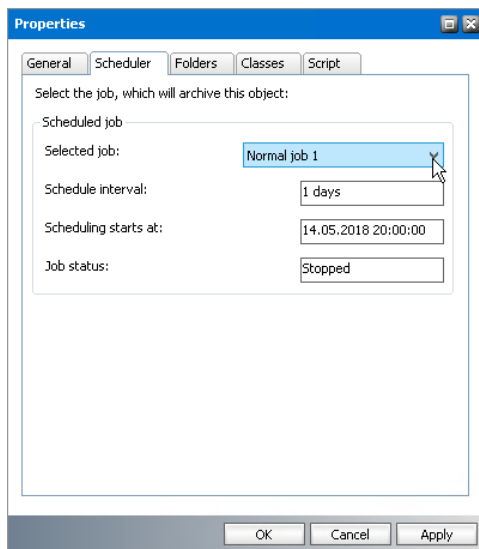 Properties
General Scheduler Folders Classes Script
Select the job, which will archive this object:
Scheduled job
Selected job: Normal job 1
Schedule interval: 1 days
Scheduling starts at: 14.05.2018 20:00:00
Job status: Stopped
OK Cancel Apply